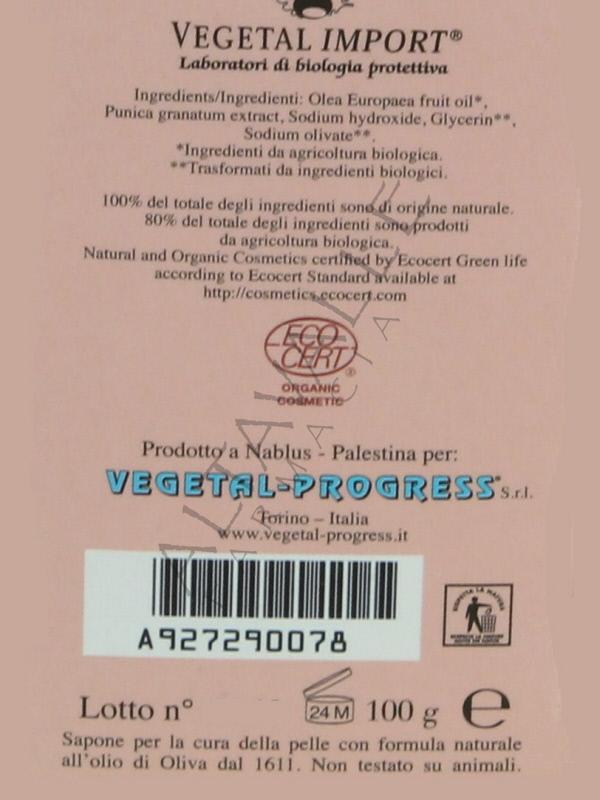 VEGETAL IMPORT®
Laboratori di biologia protettiva
Ingredients/Ingredienti: Olea Europaea fruit oil*,
Punica granatum extract, Sodium hydroxide, Glycerin**,
Sodium olivate**.
*Ingredienti da agricoltura biologica.
**Trasformati da ingredienti biologici.
100% del totale degli ingredienti sono di origine naturale.
80% del totale degli ingredienti sono prodotti
da agricoltura biologica.
Natural and Organic Cosmetics certified by Ecocert Green life
according to Ecocert Standard available at
http://cosmetics.ecocert.com
ECO
CERT®
ORGANIC
COSMETIC
Prodotto a Nablus - Palestina per:
VEGETAL-PROGRESS® S.r.l.
Torino – Italia
www.vegetal-progress.it
A927290078
RISPETTA LA NATURA
Lotto n°
24 M
100 g e
Sapone per la cura della pelle con formula naturale
all'olio di Oliva dal 1611. Non testato su animali.